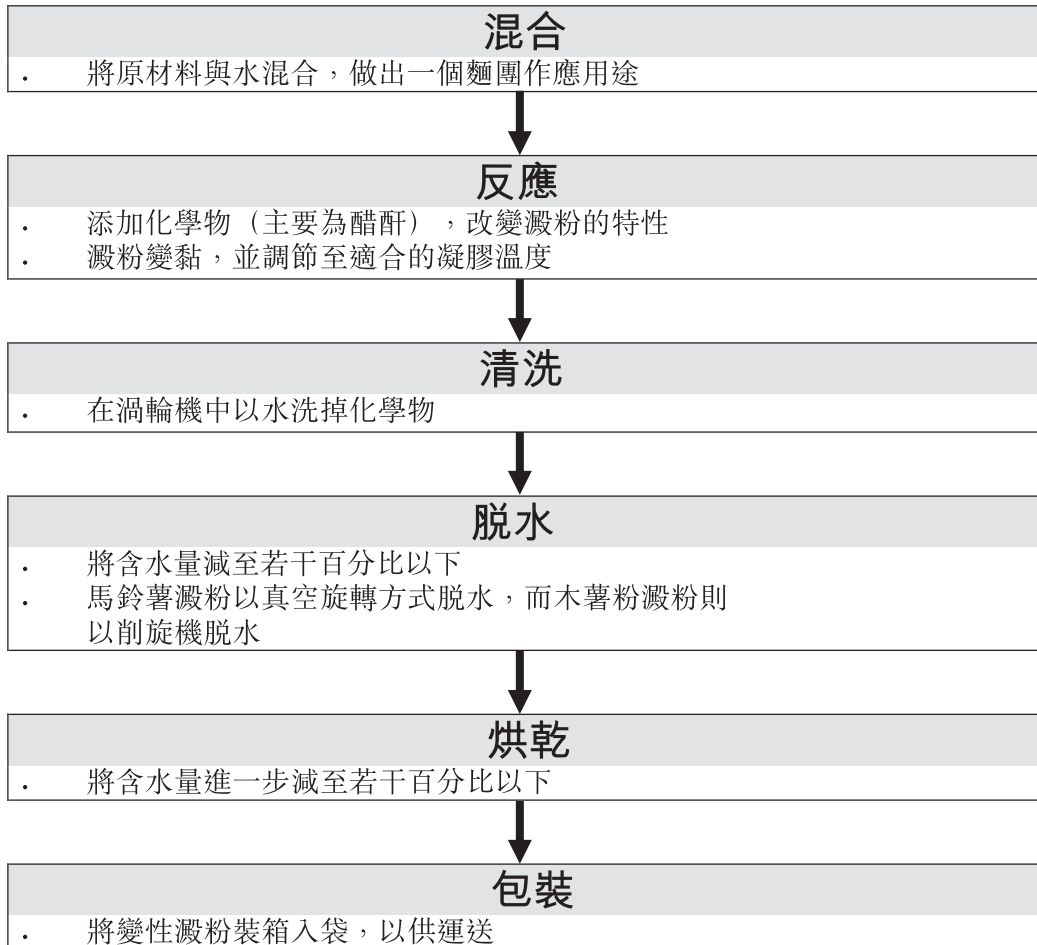 混合
. 將原材料與水混合，做出一個麵團作應用途
反應
. 添加化學物（主要為醋酐），改變澱粉的特性
. 澱粉變黏，並調節至適合的凝膠溫度
清洗
. 在渦輪機中以水洗掉化學物
脱水
. 將含水量減至若干百分比以下
. 馬鈴薯澱粉以真空旋轉方式脱水，而木薯粉澱粉則
以削旋機脱水
烘乾
. 將含水量進一步減至若干百分比以下
包裝
. 將變性澱粉裝箱入袋，以供運送